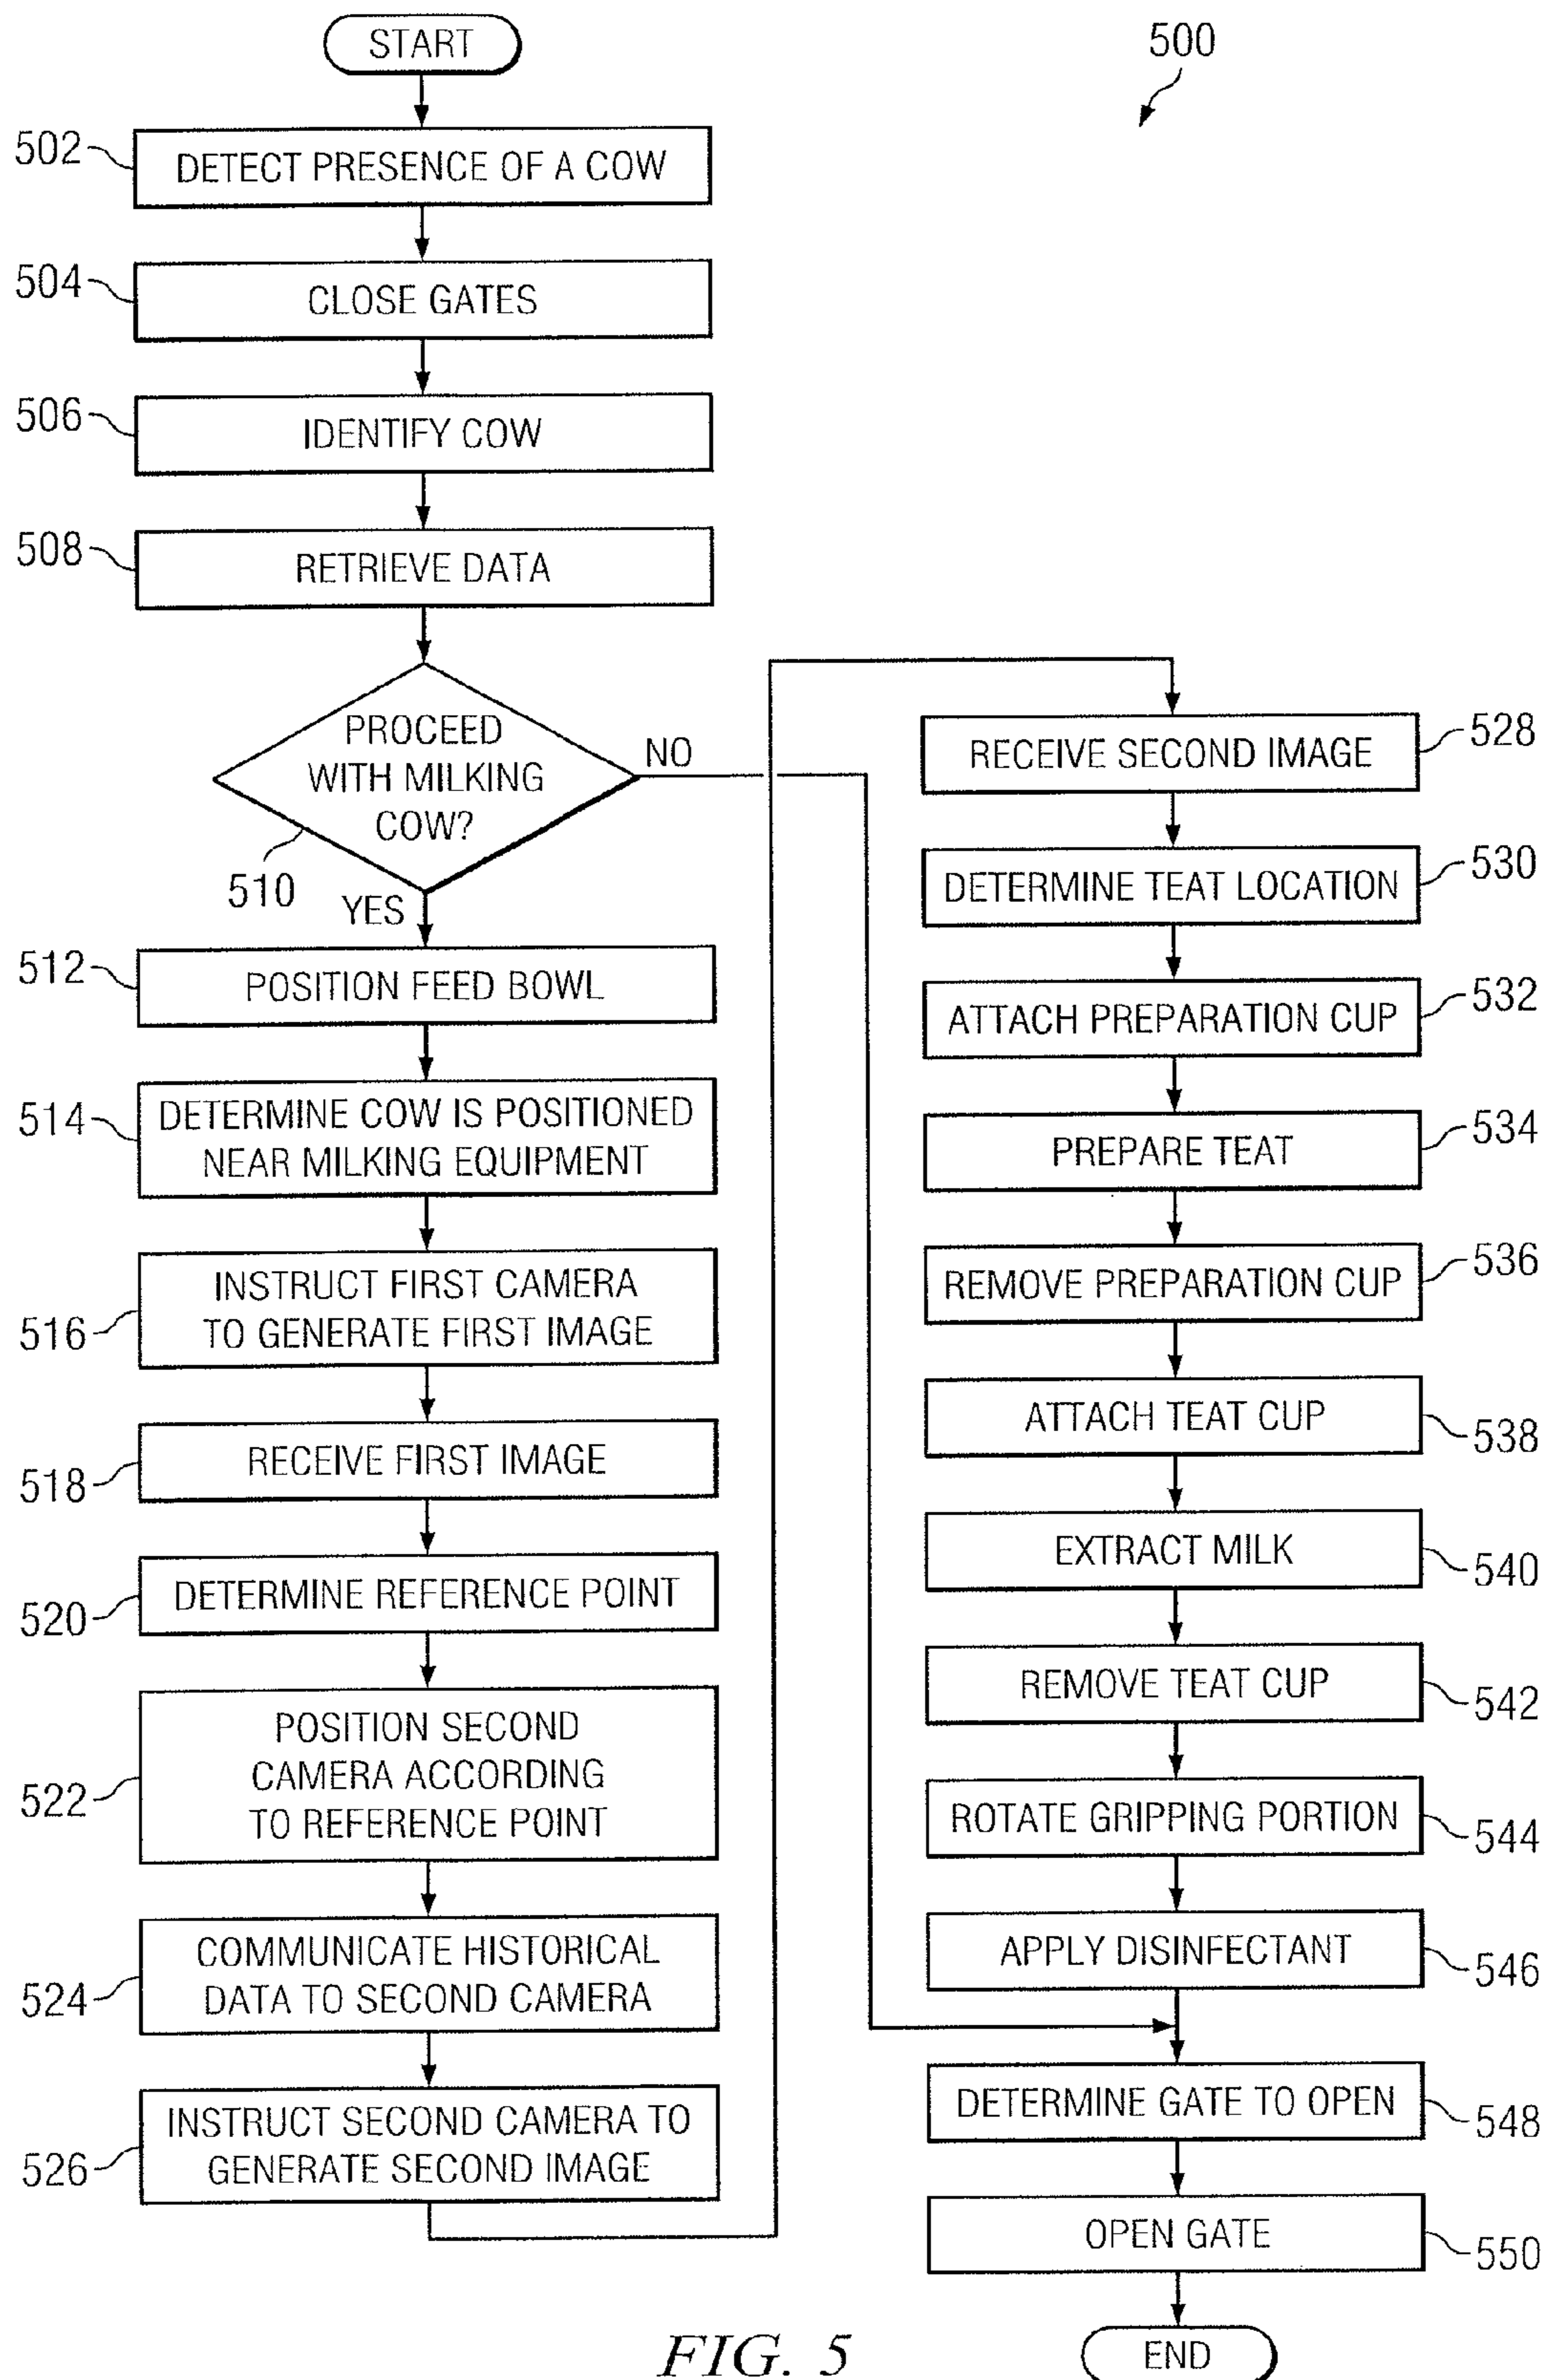 START
500
502
DETECT PRESENCE OF A COW
504
CLOSE GATES
506
IDENTIFY COW
508
RETRIEVE DATA
PROCEED
WITH MILKING
COW?
NO
510
YES
512
POSITION FEED BOWL
514
DETERMINE COW IS POSITIONED
NEAR MILKING EQUIPMENT
INSTRUCT FIRST CAMERA
TO GENERATE FIRST IMAGE
516
RECEIVE FIRST IMAGE
518
DETERMINE REFERENCE POINT
520
POSITION SECOND
CAMERA ACCORDING
TO REFERENCE POINT
522
COMMUNICATE HISTORICAL
DATA TO SECOND CAMERA
524
INSTRUCT SECOND CAMERA TO
GENERATE SECOND IMAGE
526
RECEIVE SECOND IMAGE
528
DETERMINE TEAT LOCATION
530
ATTACH PREPARATION CUP
532
PREPARE TEAT
534
REMOVE PREPARATION CUP
536
ATTACH TEAT CUP
538
EXTRACT MILK
540
REMOVE TEAT CUP
542
ROTATE GRIPPING PORTION
544
APPLY DISINFECTANT
546
DETERMINE GATE TO OPEN
548
OPEN GATE
550
END
FIG. 5